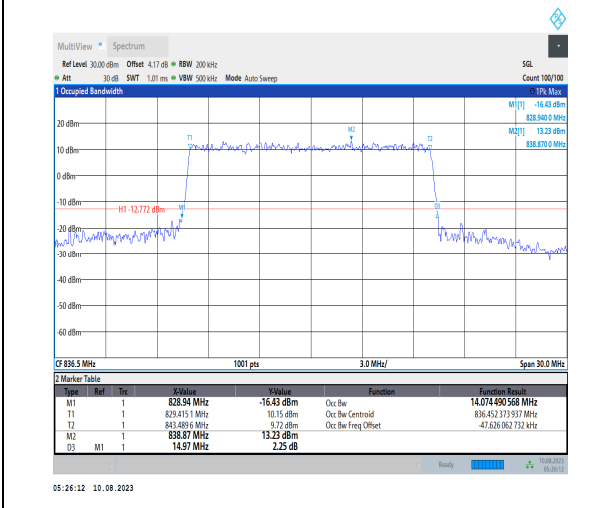 MultiView Spectrum
Ref Level 30.00 dBm Offset 4.17 dB RBW 200 kHz SGL
Att 30 dB SWT 1.01 ms VBW 500 kHz Mode Auto Sweep Count 100/100
1 Occupied Bandwidth 1Pk Max
M1[1] -16.43 dBm
828.940 0 MHz
20 dBm M2[1] 13.23 dBm
838.870 0 MHz
M2
T1 T2
10 dBm
0 dBm
-10 dBm
H1 -12.772 dBm M1 D3
-20 dBm
-30 dBm
-40 dBm
-50 dBm
-60 dBm
CF 836.5 MHz 1001 pts 3.0 MHz/ Span 30.0 MHz
2 Marker Table
Type Ref Trc X-Value Y-Value Function Function Result
M1 1 828.94 MHz -16.43 dBm Occ Bw 14.074 490 568 MHz
T1 1 829.415 1 MHz 10.15 dBm Occ Bw Centroid 836.452 373 937 MHz
T2 1 843.489 6 MHz 9.72 dBm Occ Bw Freq Offset -47.626 062 732 kHz
M2 1 838.87 MHz 13.23 dBm
D3 M1 1 14.97 MHz 2.25 dB
Ready 10.08.2023
05:26:12
05:26:12 10.08.2023